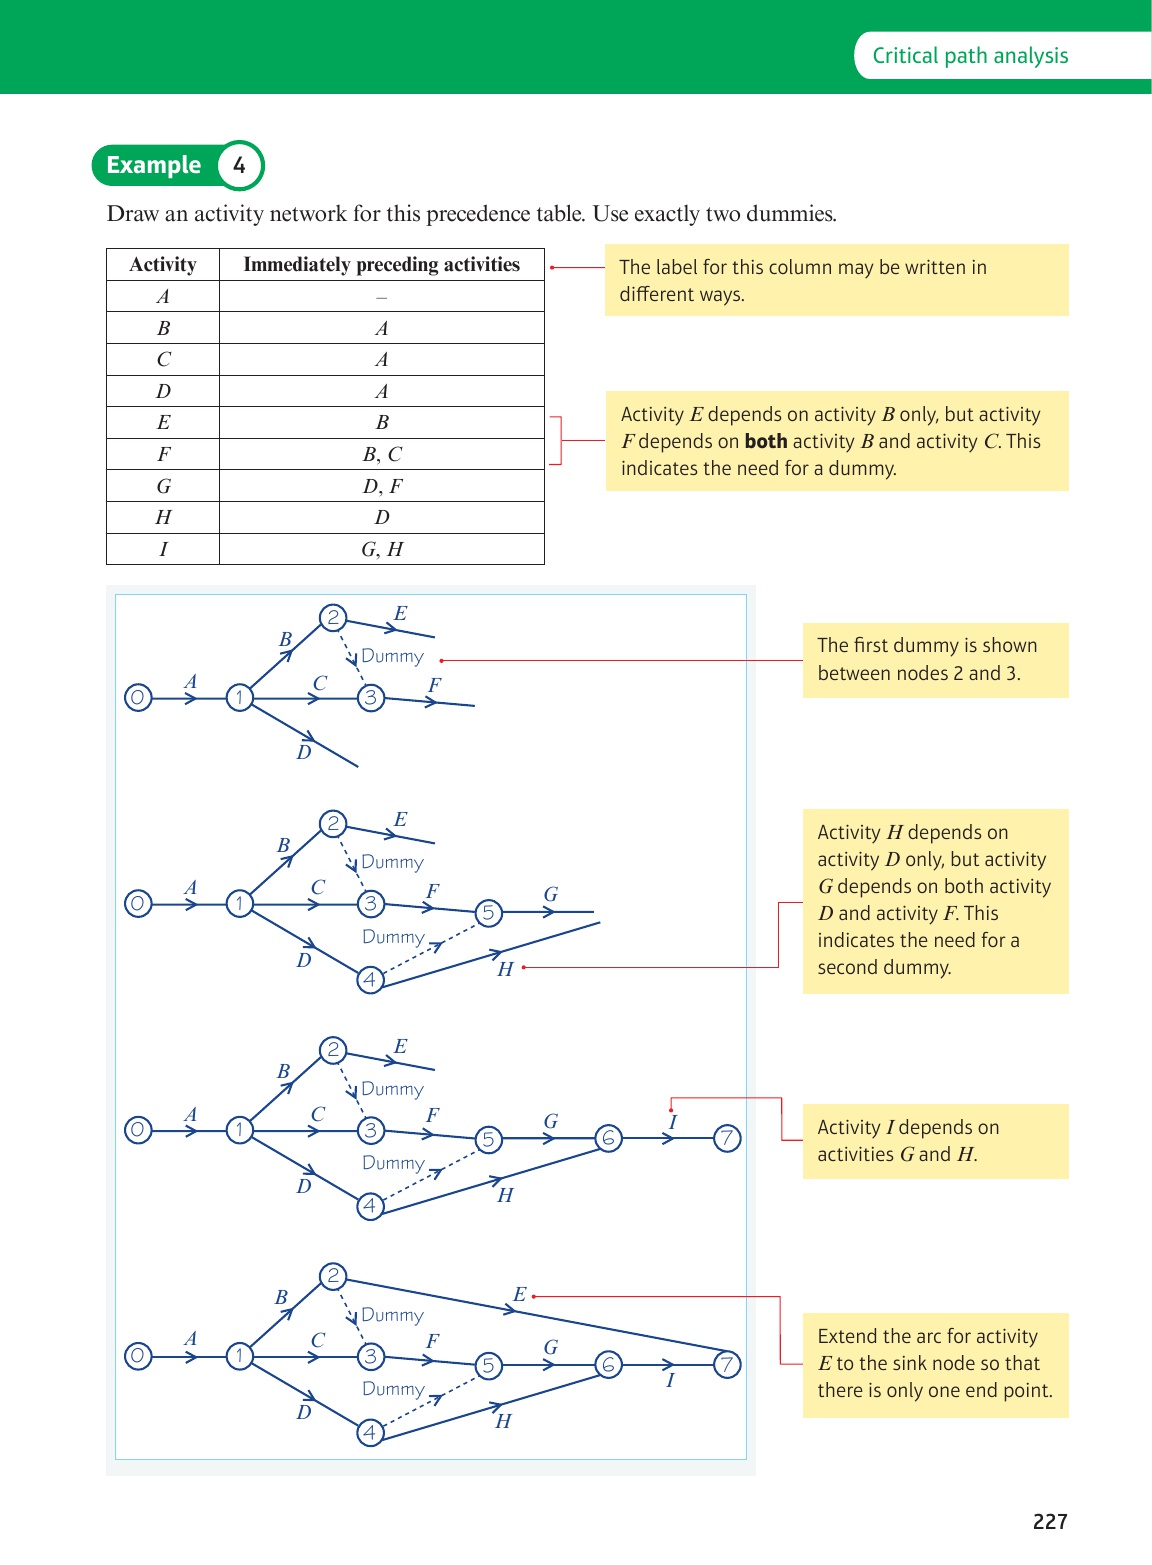 Critical path analysis
Example 4
Draw an activity network for this precedence table. Use exactly two dummies.
Activity Immediately preceding activities
A –
B A
C A
D A
E B
F B, C
G D, F
H D
I G, H
The label for this column may be written in
different ways.
Activity E depends on activity B only, but activity
F depends on both activity B and activity C. This
indicates the need for a dummy.
2 E
B
Dummy
A C F
0 1 3
D
The first dummy is shown
between nodes 2 and 3.
2 E
B
Dummy
A C F G
0 1 3 5
Dummy
D H
4
Activity H depends on
activity D only, but activity
G depends on both activity
D and activity F. This
indicates the need for a
second dummy.
2 E
B
Dummy
A C F G I
0 1 3 5 6 7
Dummy
D H
4
Activity I depends on
activities G and H.
2 E
B
Dummy
A C F G
0 1 3 5 6 7
I
Dummy
D H
4
Extend the arc for activity
E to the sink node so that
there is only one end point.
227